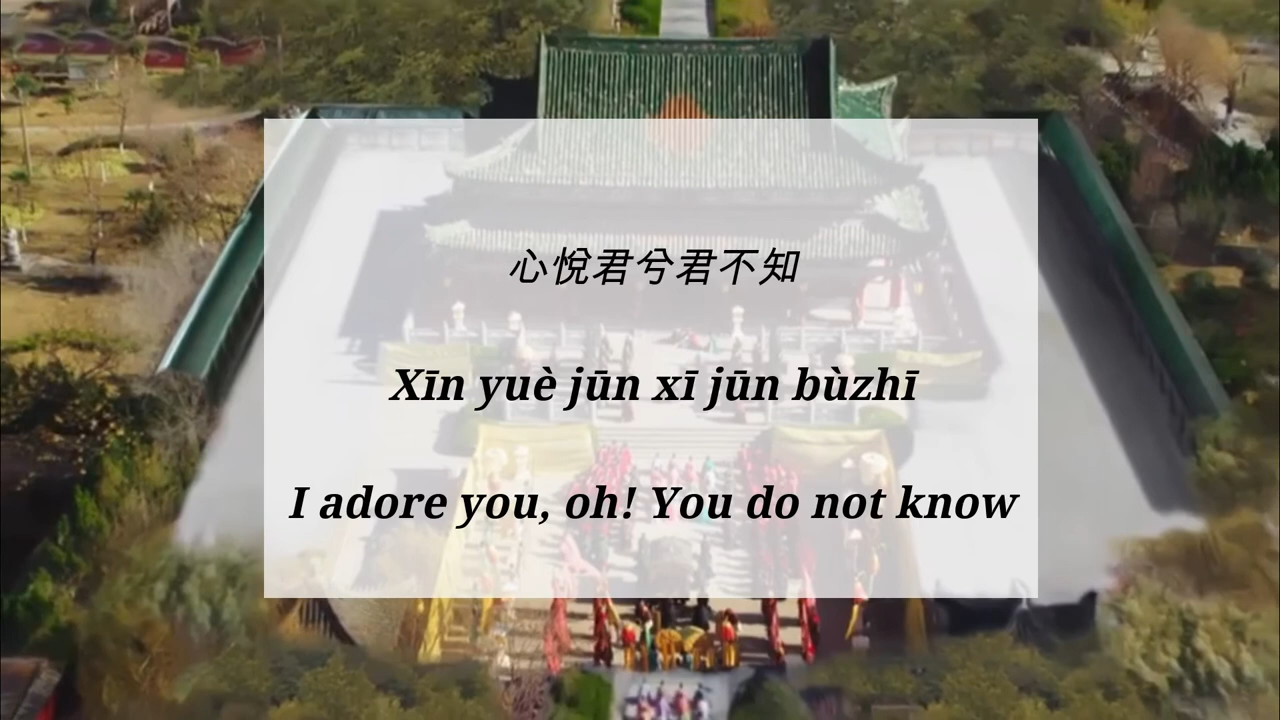 心悅君兮君不知
Xīn yuè jūn xī jūn bùzhī
I adore you, oh! You do not know